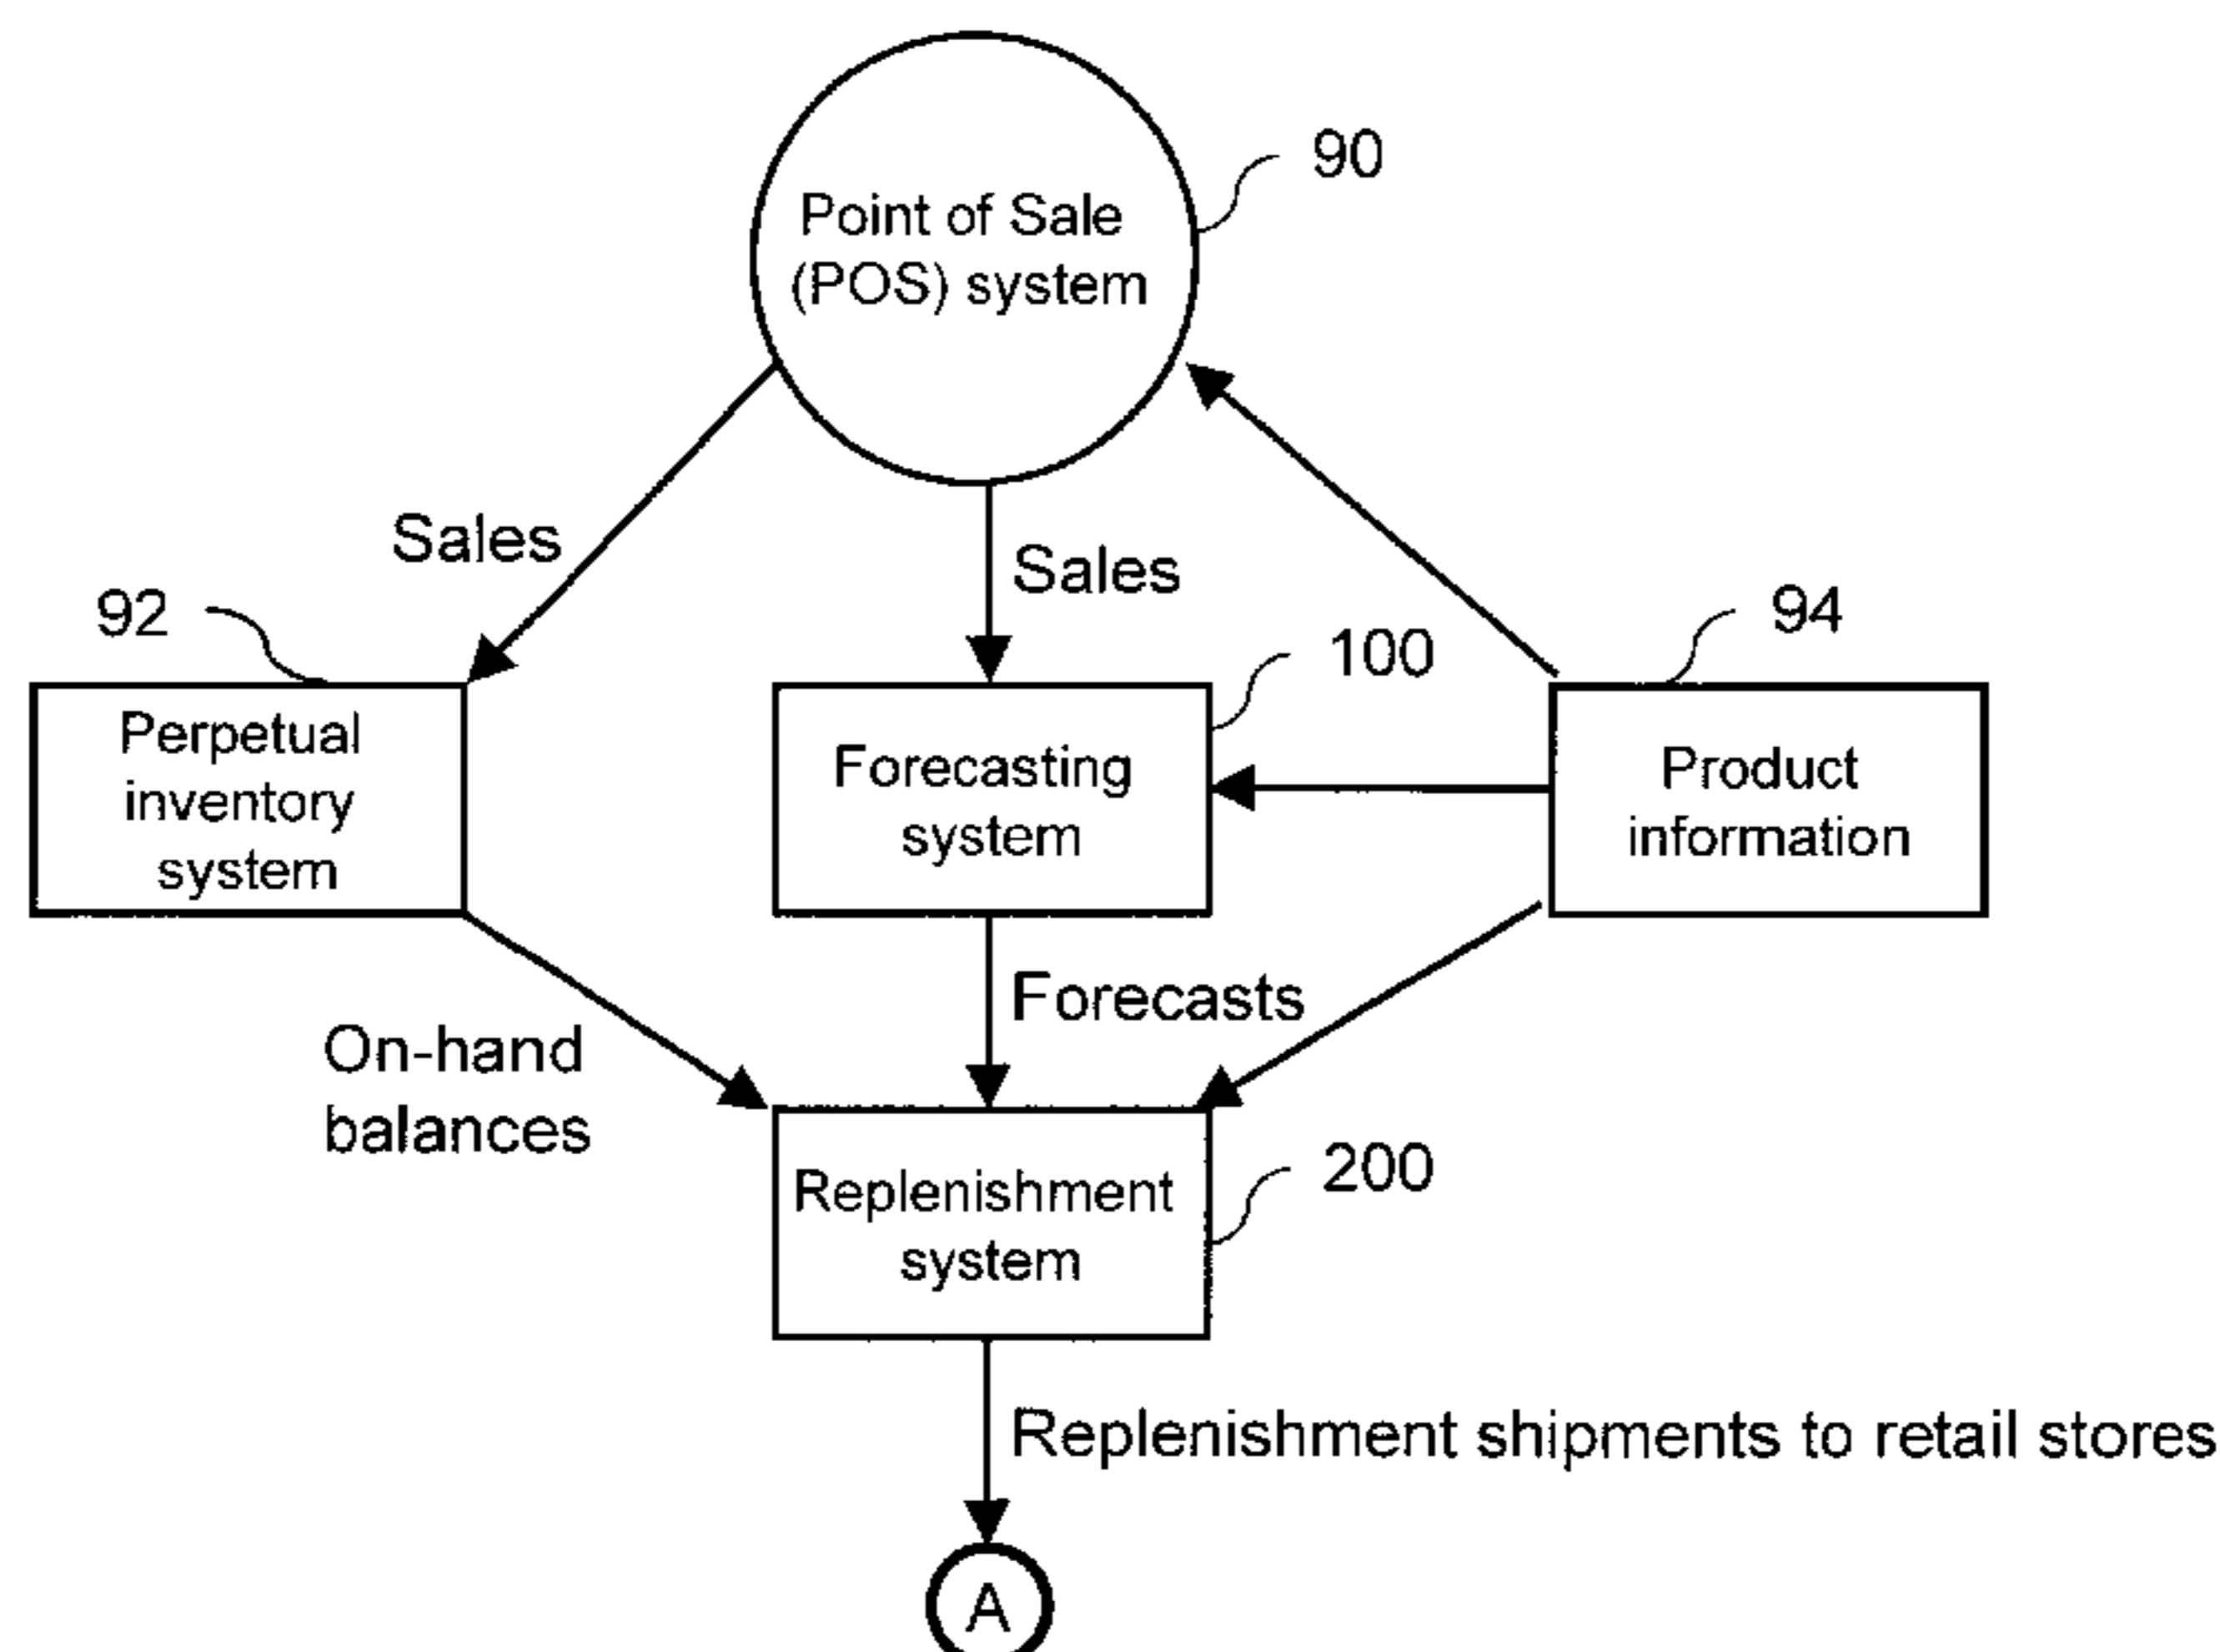 90
Point of Sale
(POS) system
Sales
Sales
92
100
94
Perpetual
inventory
system
Forecasting
system
Product
information
On-hand
balances
Forecasts
Replenishment
system
200
Replenishment shipments to retail stores
A